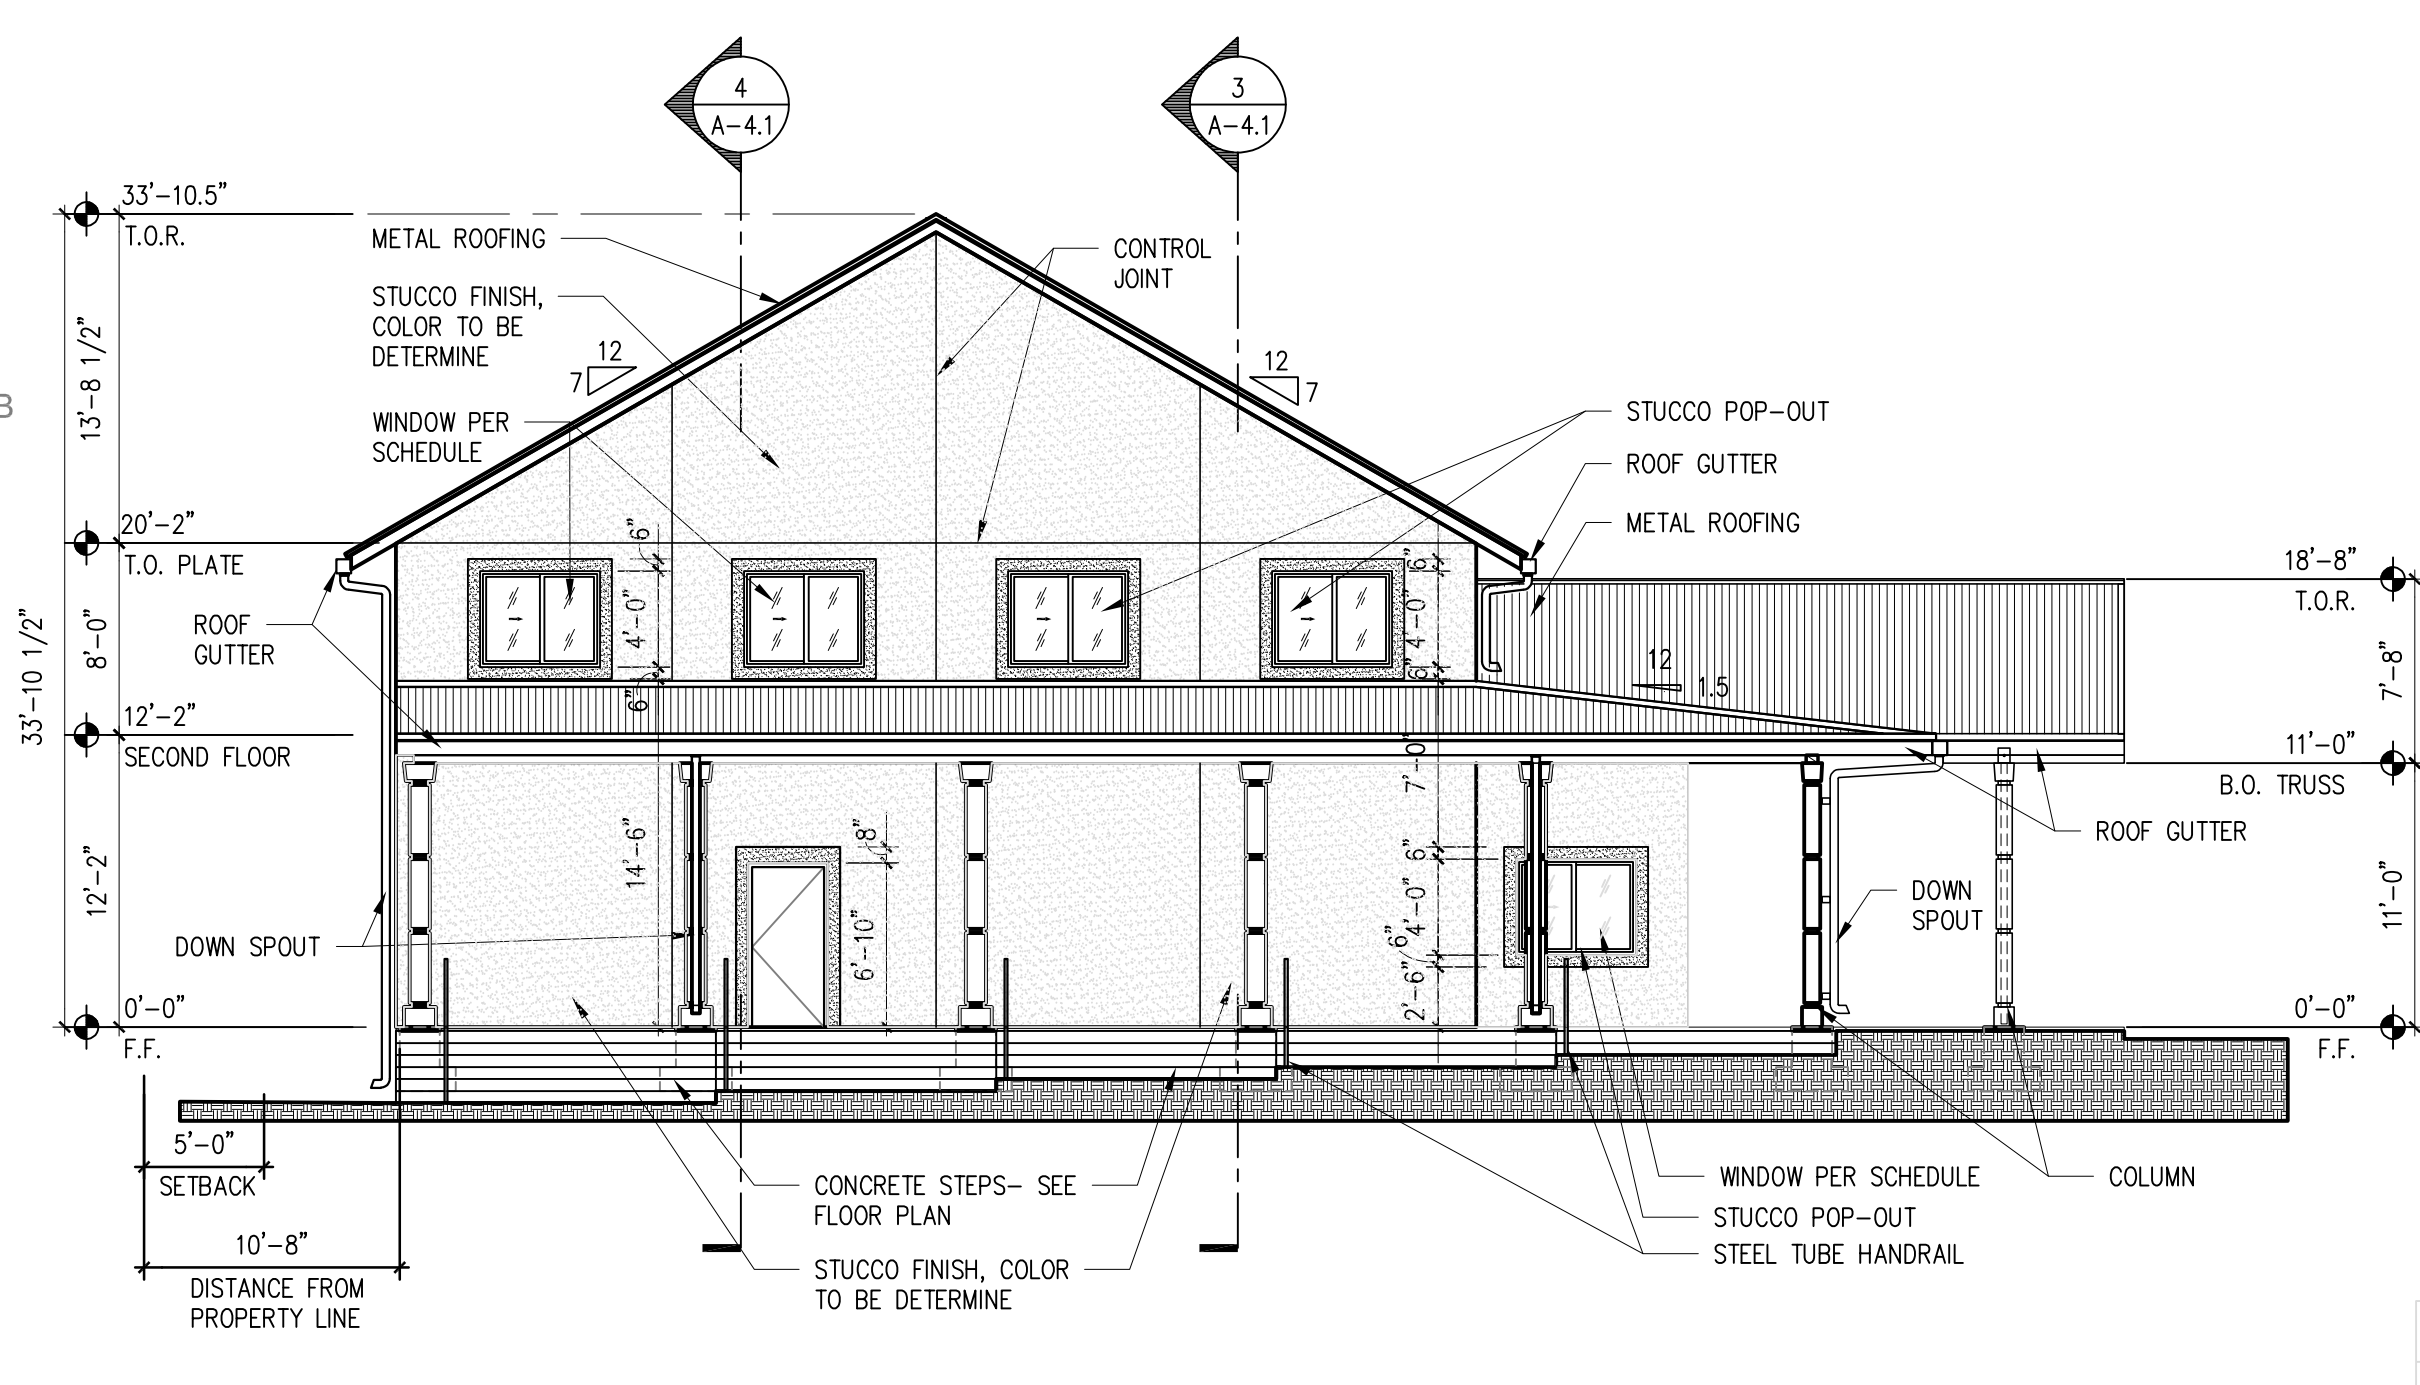 4
A-4.1
3
A-4.1
33'-10.5"
T.O.R.
METAL ROOFING
CONTROL
JOINT
STUCCO FINISH,
COLOR TO BE
DETERMINE
13'-8 1/2"
12
7
12
7
B
WINDOW PER
SCHEDULE
STUCCO POP-OUT
ROOF GUTTER
METAL ROOFING
20'-2"
T.O. PLATE
6"
4'-0"
6"
6"
4'-0"
6"
18'-8"
T.O.R.
ROOF
GUTTER
8'-0"
33'-10 1/2"
12
1.5
7'-8"
12'-2"
SECOND FLOOR
11'-0"
B.O. TRUSS
7'-0"
ROOF GUTTER
14'-6"
8"
6'-10"
6"
4'-0"
6"
2'-6"
12'-2"
11'-0"
DOWN
SPOUT
DOWN SPOUT
0'-0"
F.F.
0'-0"
F.F.
5'-0"
SETBACK
10'-8"
DISTANCE FROM
PROPERTY LINE
CONCRETE STEPS- SEE
FLOOR PLAN
STUCCO FINISH, COLOR
TO BE DETERMINE
WINDOW PER SCHEDULE
STUCCO POP-OUT
STEEL TUBE HANDRAIL
COLUMN